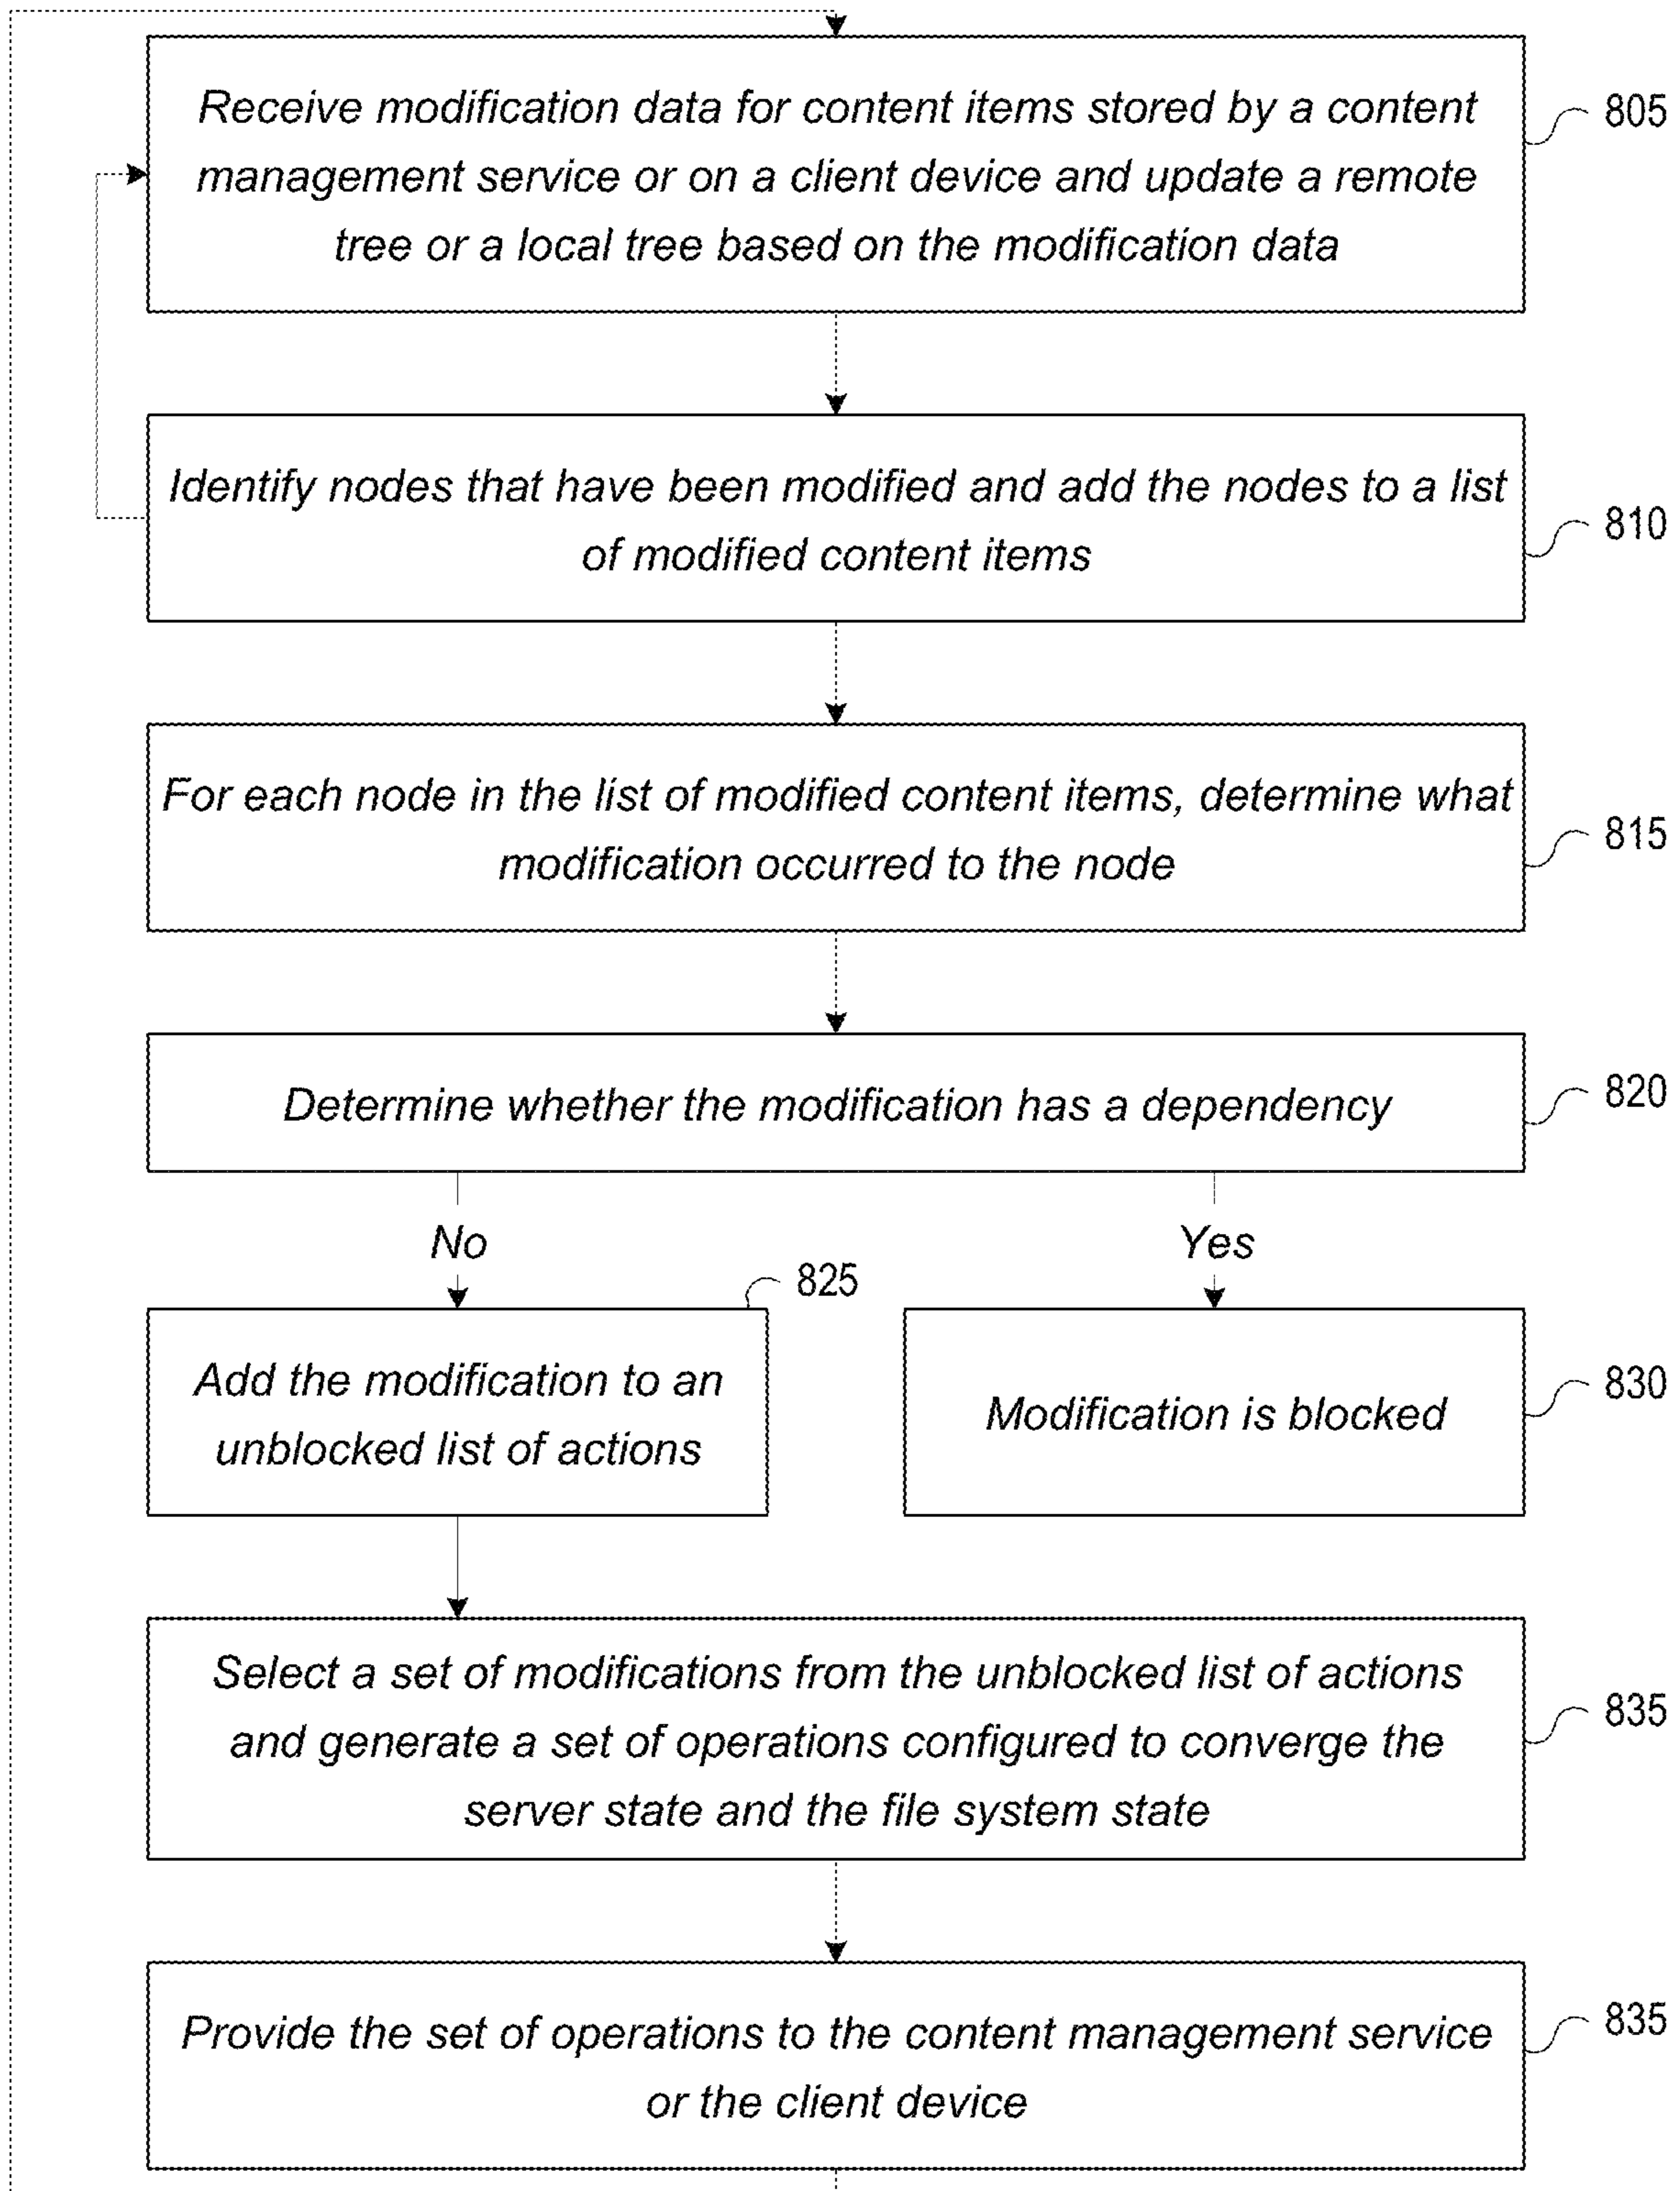 Receive modification data for content items stored by a content
management service or on a client device and update a remote
tree or a local tree based on the modification data
805
Identify nodes that have been modified and add the nodes to a list
of modified content items
810
For each node in the list of modified content items, determine what
modification occurred to the node
815
Determine whether the modification has a dependency
820
No
Yes
825
Add the modification to an
unblocked list of actions
Modification is blocked
830
Select a set of modifications from the unblocked list of actions
and generate a set of operations configured to converge the
server state and the file system state
835
Provide the set of operations to the content management service
or the client device
835